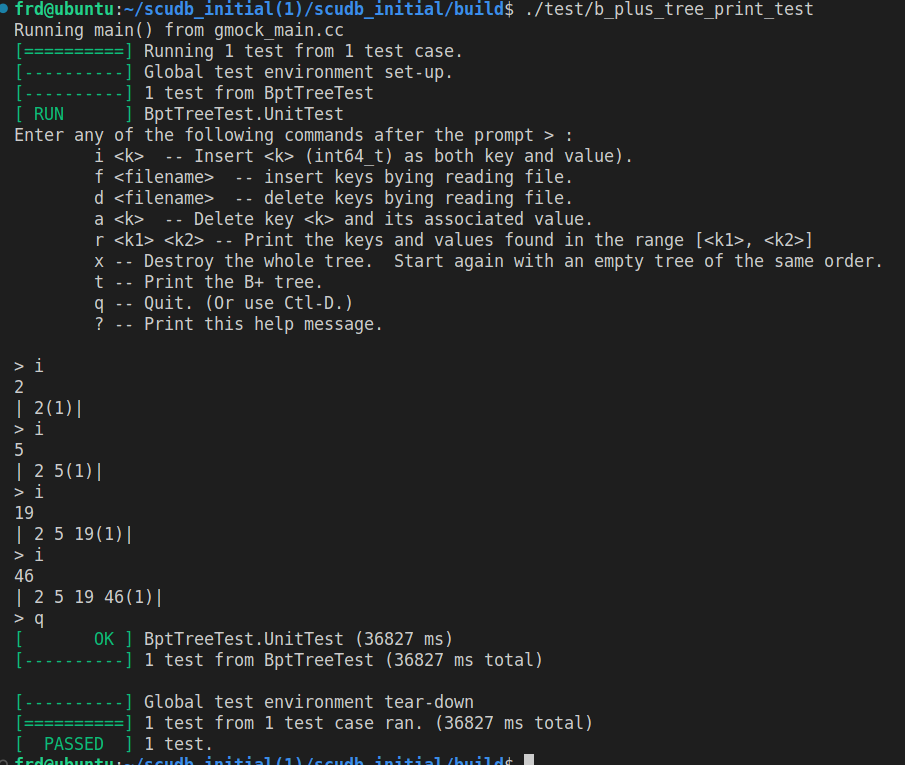 frd@ubuntu:~/scudb_initial(1)/scudb_initial/build$ ./test/b_plus_tree_print_test
Running main() from gmock_main.cc
[==========] Running 1 test from 1 test case.
[----------] Global test environment set-up.
[----------] 1 test from BptTreeTest
[ RUN      ] BptTreeTest.UnitTest
Enter any of the following commands after the prompt > :
        i <k>  -- Insert <k> (int64_t) as both key and value).
        f <filename>  -- insert keys bying reading file.
        d <filename>  -- delete keys bying reading file.
        a <k>  -- Delete key <k> and its associated value.
        r <k1> <k2> -- Print the keys and values found in the range [<k1>, <k2>]
        x -- Destroy the whole tree.  Start again with an empty tree of the same order.
        t -- Print the B+ tree.
        q -- Quit. (Or use Ctl-D.)
        ? -- Print this help message.

> i
2
| 2(1)|
> i
5
| 2 5(1)|
> i
19
| 2 5 19(1)|
> i
46
| 2 5 19 46(1)|
> q
[       OK ] BptTreeTest.UnitTest (36827 ms)
[----------] 1 test from BptTreeTest (36827 ms total)

[----------] Global test environment tear-down
[==========] 1 test from 1 test case ran. (36827 ms total)
[  PASSED  ] 1 test.
frd@ubuntu:~/scudb_initial(1)/scudb_initial/build$